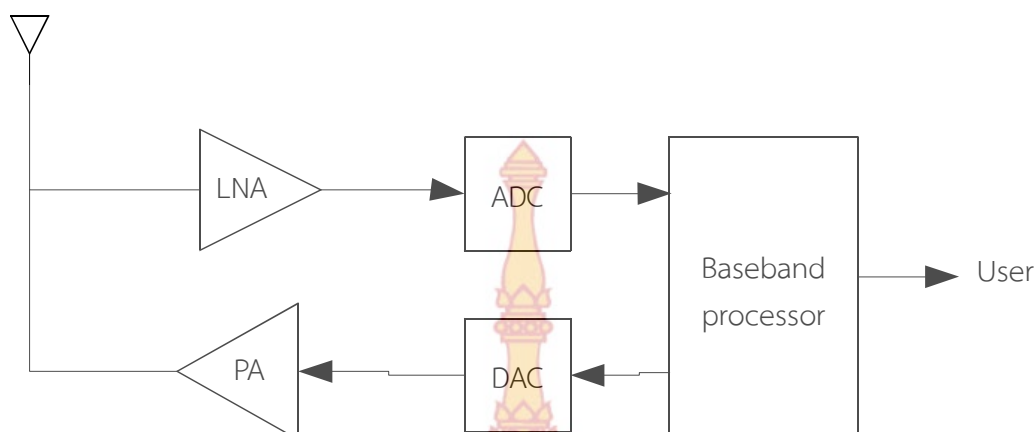 LNA
ADC
Baseband
processor
User
PA
DAC